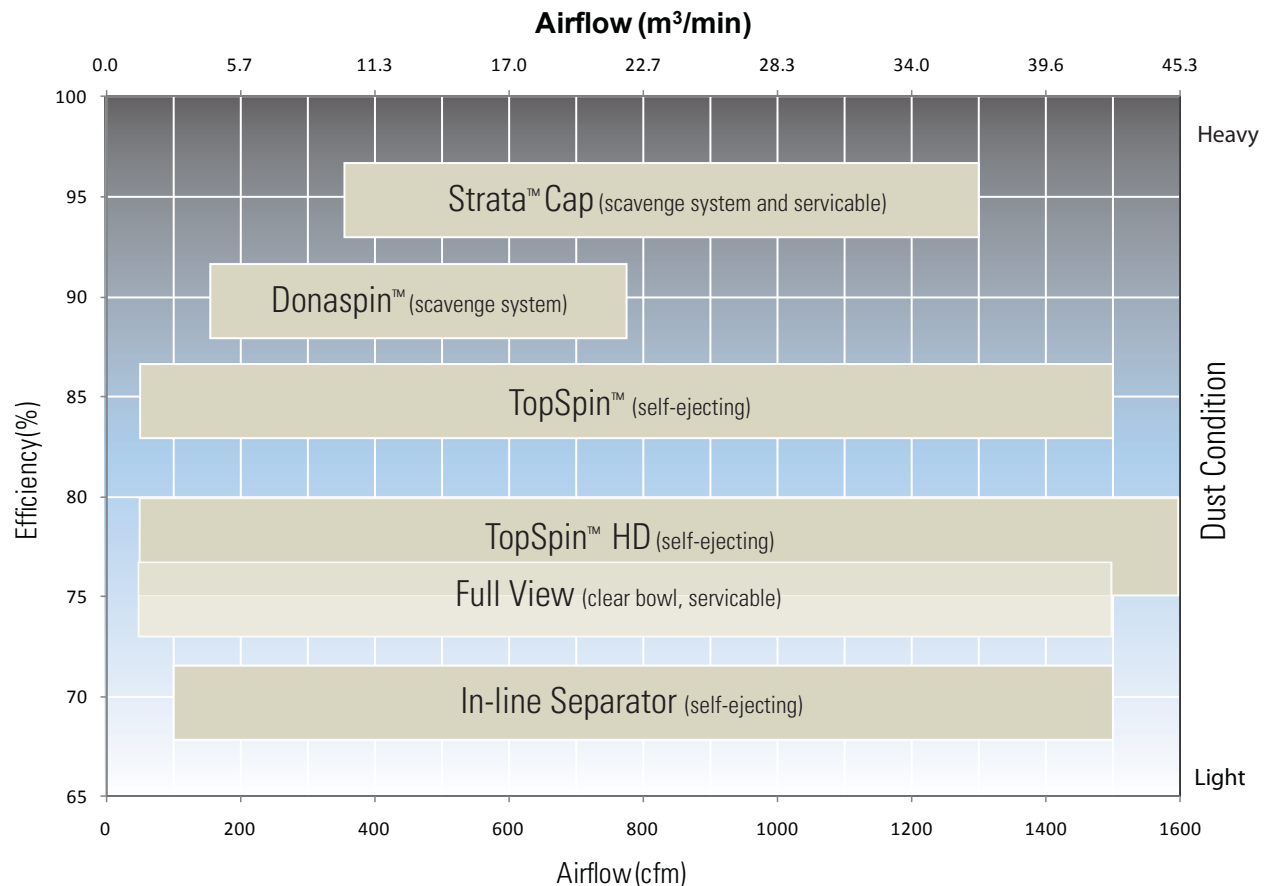 Airflow (m³/min)
0.0 5.7 11.3 17.0 22.7 28.3 34.0 39.6 45.3
100
Heavy
Strata™ Cap (scavenge system and servicable)
95
Donaspin™ (scavenge system)
90
TopSpin™ (self-ejecting)
85
Efficiency(%)
Dust Condition
80
TopSpin™ HD (self-ejecting)
75
Full View (clear bowl, servicable)
70
In-line Separator (self-ejecting)
Light
65
0 200 400 600 800 1000 1200 1400 1600
Airflow(cfm)